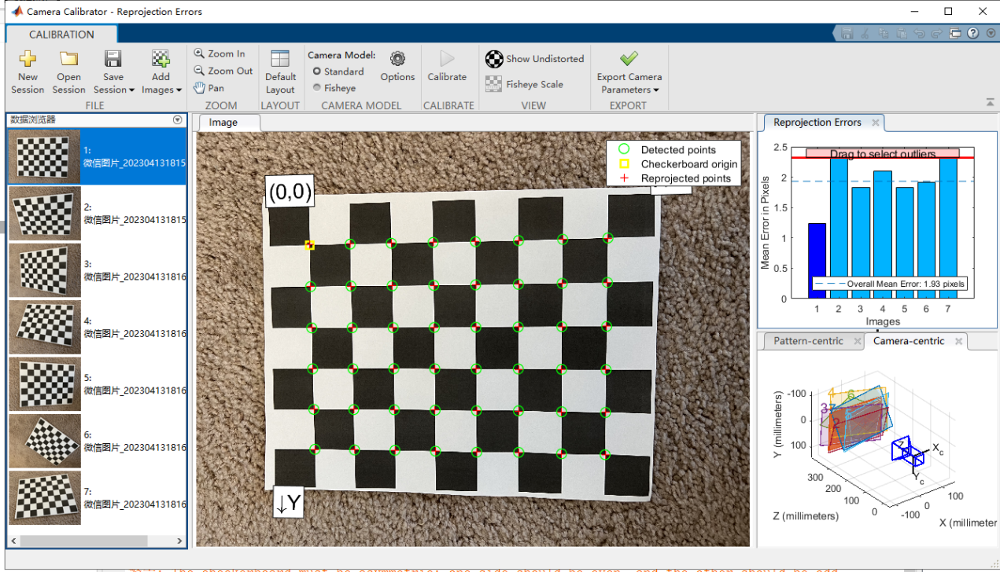 Camera Calibrator - Reprojection Errors
CALIBRATION
New Session
Open Session
Save Session
Add Images
FILE
Zoom In
Zoom Out
Pan
ZOOM
Default Layout
LAYOUT
Camera Model:
Standard
Fisheye
Options
CAMERA MODEL
Calibrate
CALIBRATE
Show Undistorted
Fisheye Scale
VIEW
Export Camera
Parameters
EXPORT
数据浏览器
1:
微信图片_202304131815
2:
微信图片_202304131815
3:
微信图片_202304131816
4:
微信图片_202304131816
5:
微信图片_202304131816
6:
微信图片_202304131816
7:
微信图片_202304131816
Image
(0,0)
↓Y
Detected points
Checkerboard origin
Reprojected points
Reprojection Errors
Drag to select outliers
Mean Error in Pixels
2.5
2
1.5
1
0.5
0
Overall Mean Error: 1.93 pixels
1 2 3 4 5 6 7
Images
Pattern-centric
Camera-centric
Y (millimeters)
-100
0
100
4
6
3
7
2
Z
Xc
Yc
300
200
100
0
Z (millimeters)
-100
0
100
X (millimeter